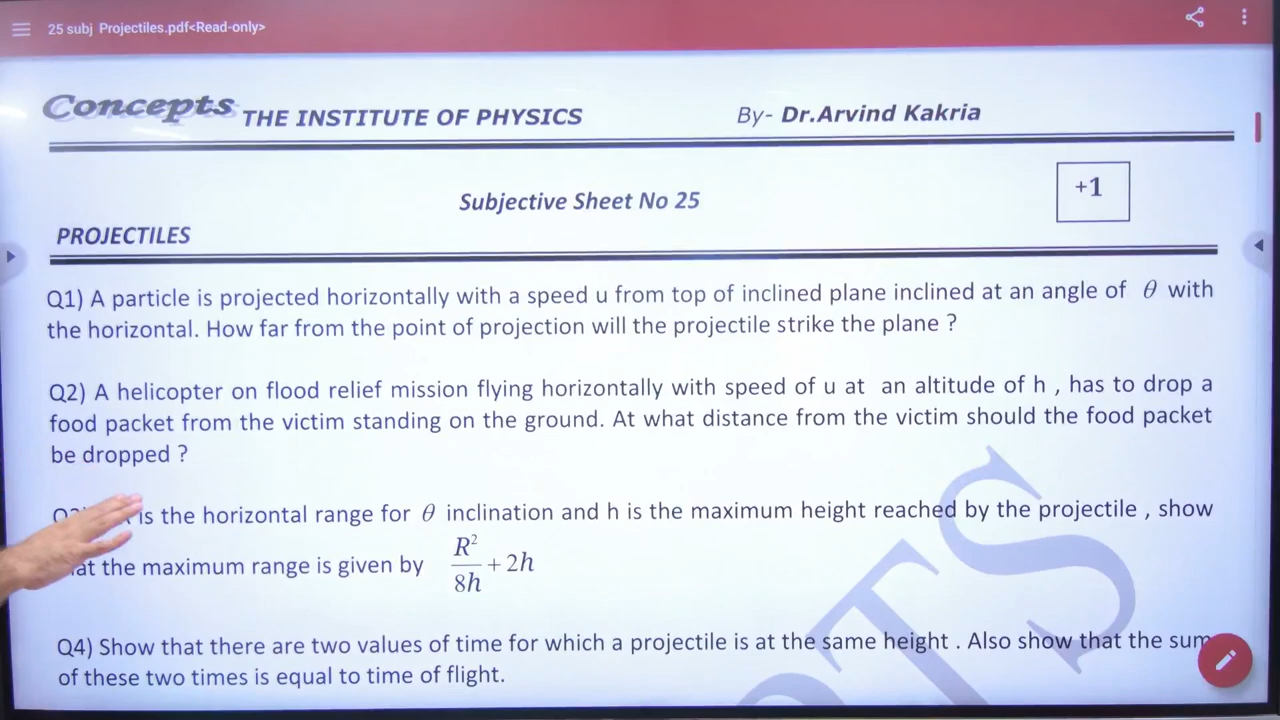 25 subj Projectiles.pdf<Read-only>
Concepts THE INSTITUTE OF PHYSICS By- Dr.Arvind Kakria
Subjective Sheet No 25
+1
PROJECTILES
Q1) A particle is projected horizontally with a speed u from top of inclined plane inclined at an angle of θ with
the horizontal. How far from the point of projection will the projectile strike the plane ?
Q2) A helicopter on flood relief mission flying horizontally with speed of u at an altitude of h , has to drop a
food packet from the victim standing on the ground. At what distance from the victim should the food packet
be dropped ?
is the horizontal range for θ inclination and h is the maximum height reached by the projectile , show
the maximum range is given by R²/8h + 2h
Q4) Show that there are two values of time for which a projectile is at the same height . Also show that the sum
of these two times is equal to time of flight.